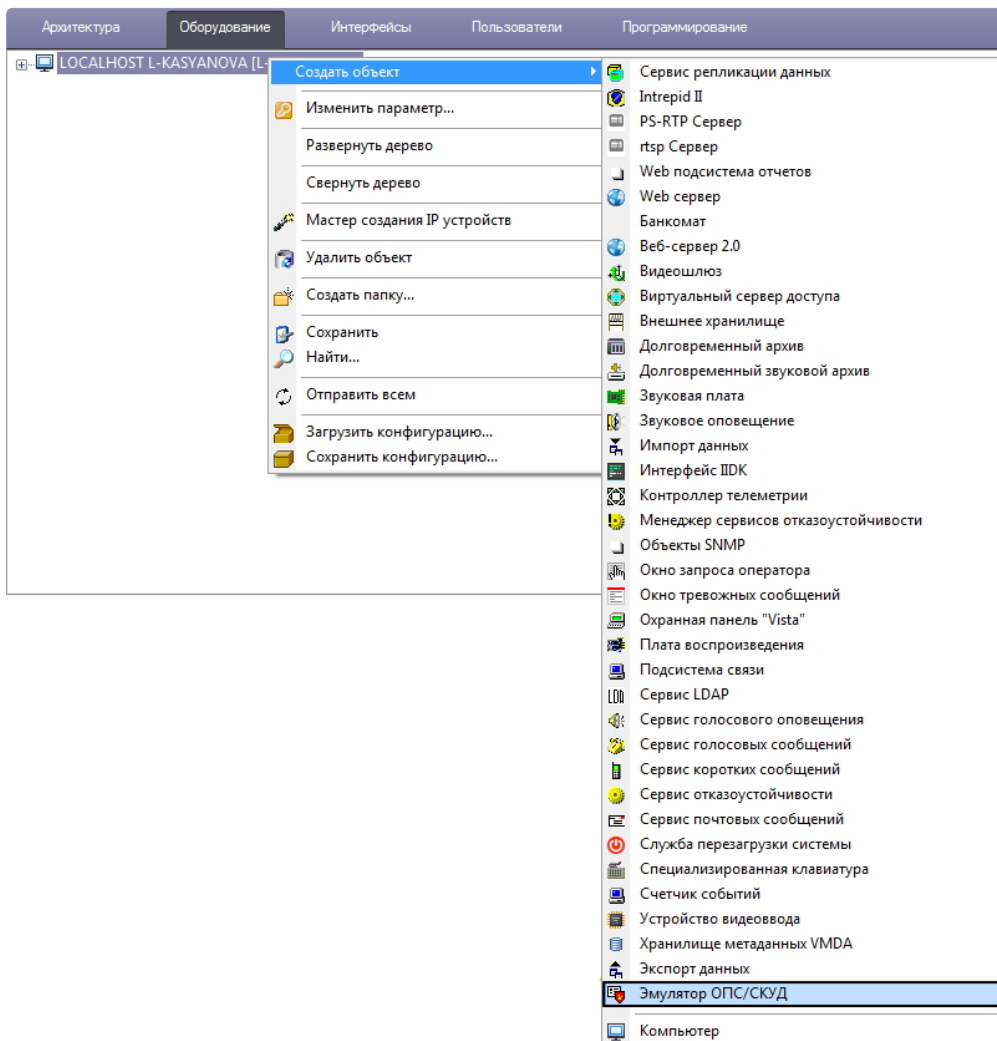 Архитектура Оборудование Интерфейсы Пользователи Программирование
LOCALHOST L-KASYANOVA [L-
Создать объект
Изменить параметр...
Развернуть дерево
Свернуть дерево
Мастер создания IP устройств
Удалить объект
Создать папку...
Сохранить
Найти...
Отправить всем
Загрузить конфигурацию...
Сохранить конфигурацию...
Сервис репликации данных
Intrepid II
PS-RTP Сервер
rtsp Сервер
Web подсистема отчетов
Web сервер
Банкомат
Веб-сервер 2.0
Видеошлюз
Виртуальный сервер доступа
Внешнее хранилище
Долговременный архив
Долговременный звуковой архив
Звуковая плата
Звуковое оповещение
Импорт данных
Интерфейс IIDK
Контроллер телеметрии
Менеджер сервисов отказоустойчивости
Объекты SNMP
Окно запроса оператора
Окно тревожных сообщений
Охранная панель "Vista"
Плата воспроизведения
Подсистема связи
Сервис LDAP
Сервис голосового оповещения
Сервис голосовых сообщений
Сервис коротких сообщений
Сервис отказоустойчивости
Сервис почтовых сообщений
Служба перезагрузки системы
Специализированная клавиатура
Счетчик событий
Устройство видеоввода
Хранилище метаданных VMDA
Экспорт данных
Эмулятор ОПС/СКУД
Компьютер